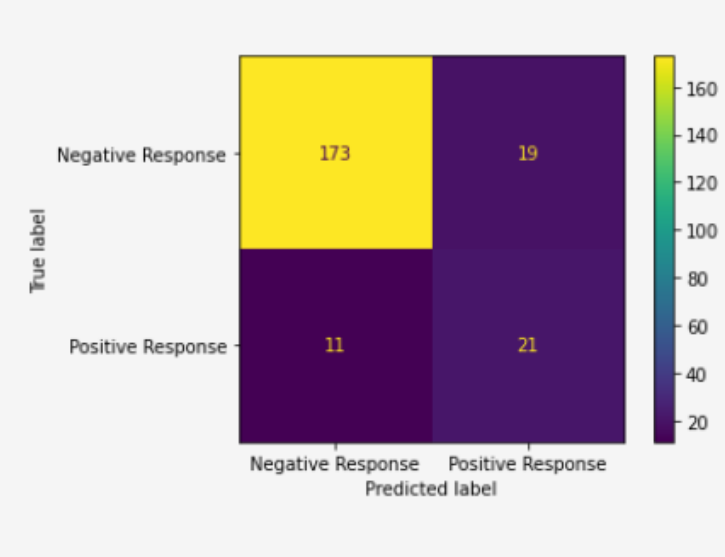 160
Negative Response
173
19
140
120
100
True label
80
60
Positive Response
11
21
40
20
Negative Response
Positive Response
Predicted label